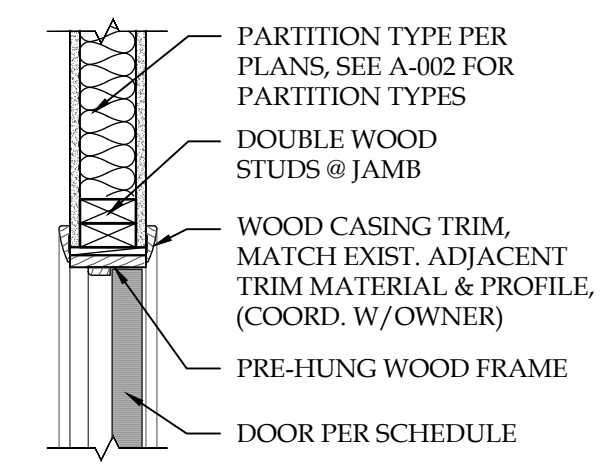 PARTITION TYPE PER
PLANS, SEE A-002 FOR
PARTITION TYPES
DOUBLE WOOD
STUDS @ JAMB
WOOD CASING TRIM,
MATCH EXIST. ADJACENT
TRIM MATERIAL & PROFILE,
(COORD. W/OWNER)
PRE-HUNG WOOD FRAME
DOOR PER SCHEDULE